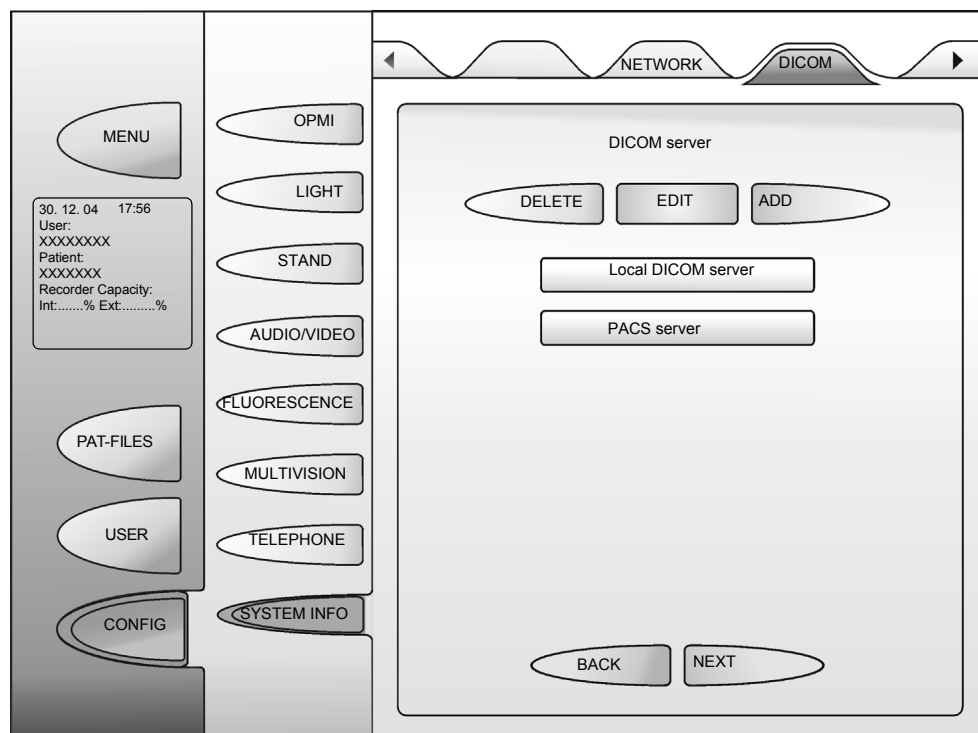 MENU
30. 12. 04 17:56
User:
XXXXXXXX
Patient:
XXXXXXX
Recorder Capacity:
Int:.......% Ext:.........%
PAT-FILES
USER
CONFIG
OPMI
LIGHT
STAND
AUDIO/VIDEO
FLUORESCENCE
MULTIVISION
TELEPHONE
SYSTEM INFO
NETWORK
DICOM
DICOM server
DELETE
EDIT
ADD
Local DICOM server
PACS server
BACK
NEXT